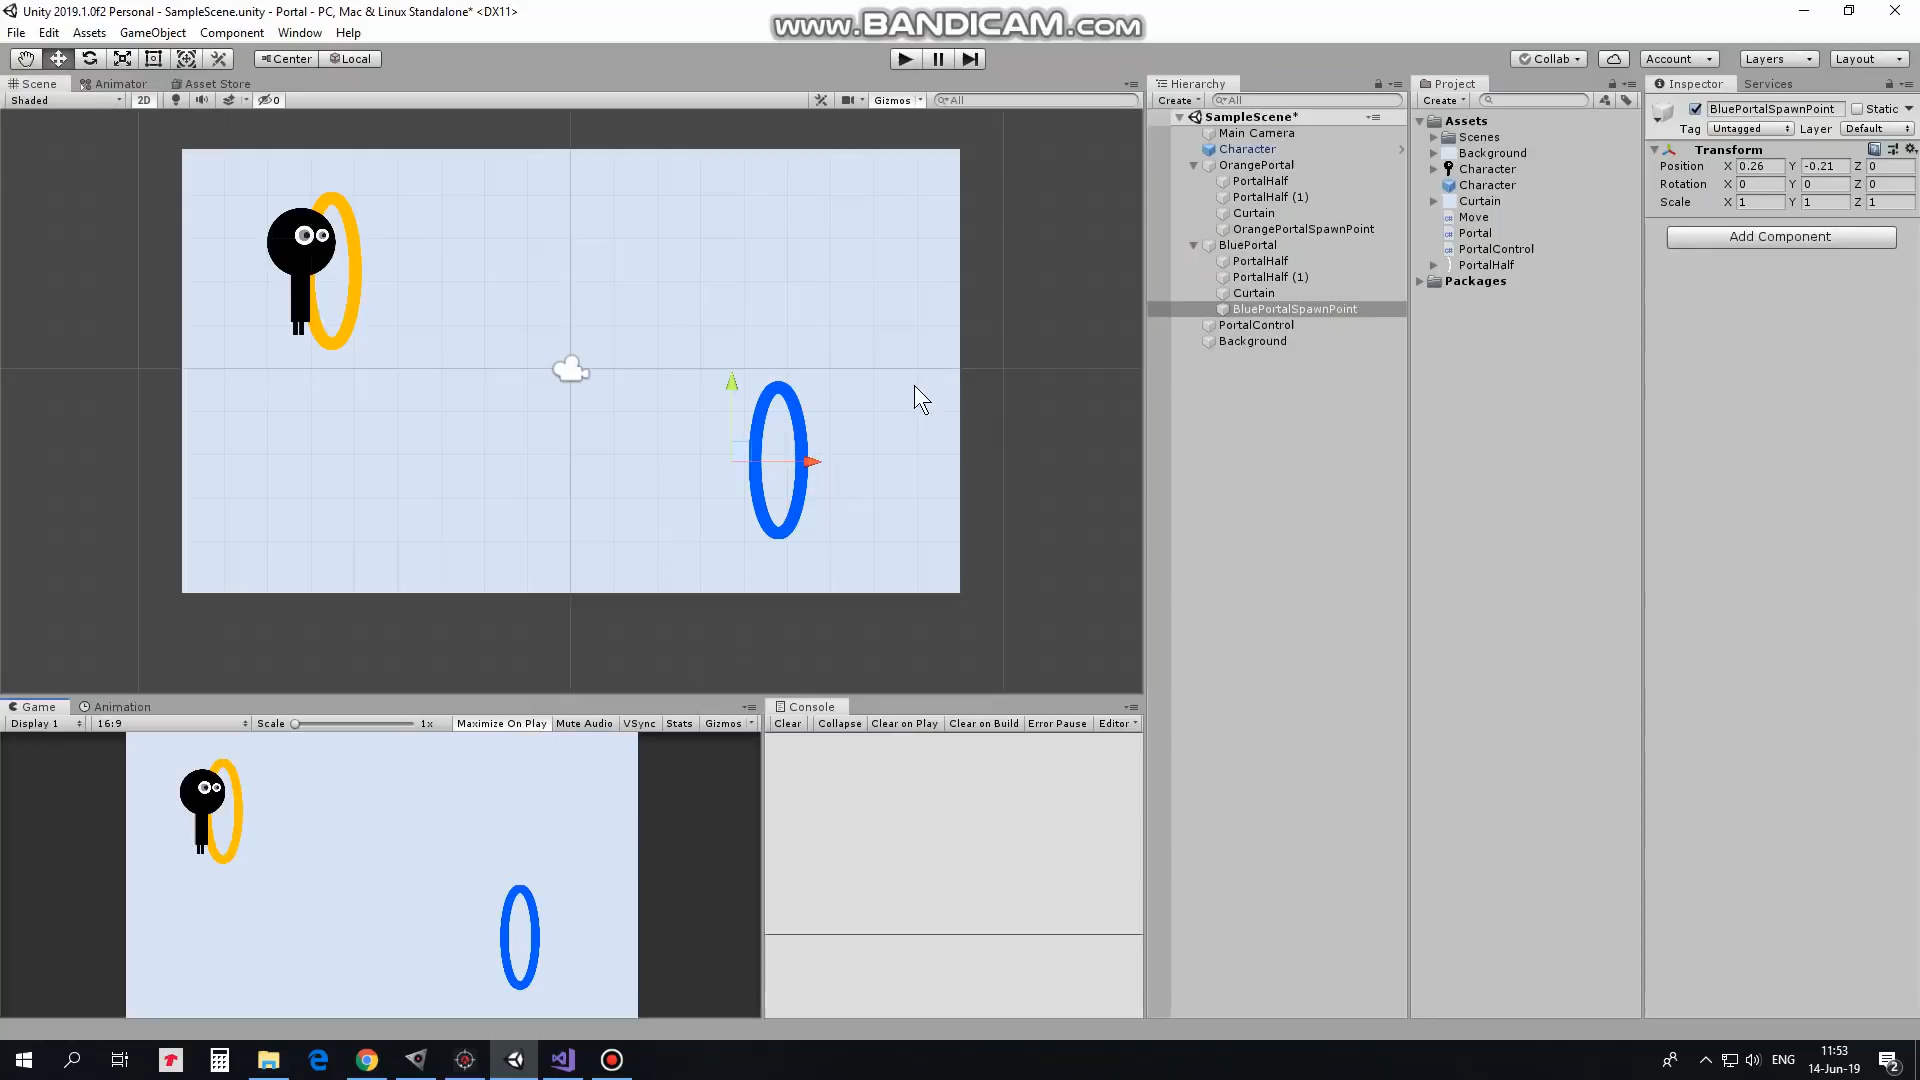 Unity 2019.1.0f2 Personal - SampleScene.unity - Portal - PC, Mac & Linux Standalone* <DX11>
www.BANDICAM.com
File Edit Assets GameObject Component Window Help
Center Local
Collab Account Layers Layout
Scene Animator Asset Store
Shaded 2D 0 Gizmos All
Hierarchy
Create All
SampleScene*
Main Camera
Character
OrangePortal
PortalHalf
PortalHalf (1)
Curtain
OrangePortalSpawnPoint
BluePortal
PortalHalf
PortalHalf (1)
Curtain
BluePortalSpawnPoint
PortalControl
Background
Project
Create
Assets
Scenes
Background
Character
Character
Curtain
Move
Portal
PortalControl
PortalHalf
Packages
Inspector Services
BluePortalSpawnPoint Static
Tag Untagged Layer Default
Transform
Position X 0.26 Y -0.21 Z 0
Rotation X 0 Y 0 Z 0
Scale X 1 Y 1 Z 1
Add Component
Game Animation
Display 1 16:9 Scale 1x Maximize On Play Mute Audio VSync Stats Gizmos
Console
Clear Collapse Clear on Play Clear on Build Error Pause Editor
ENG
11:53
14-Jun-19
2